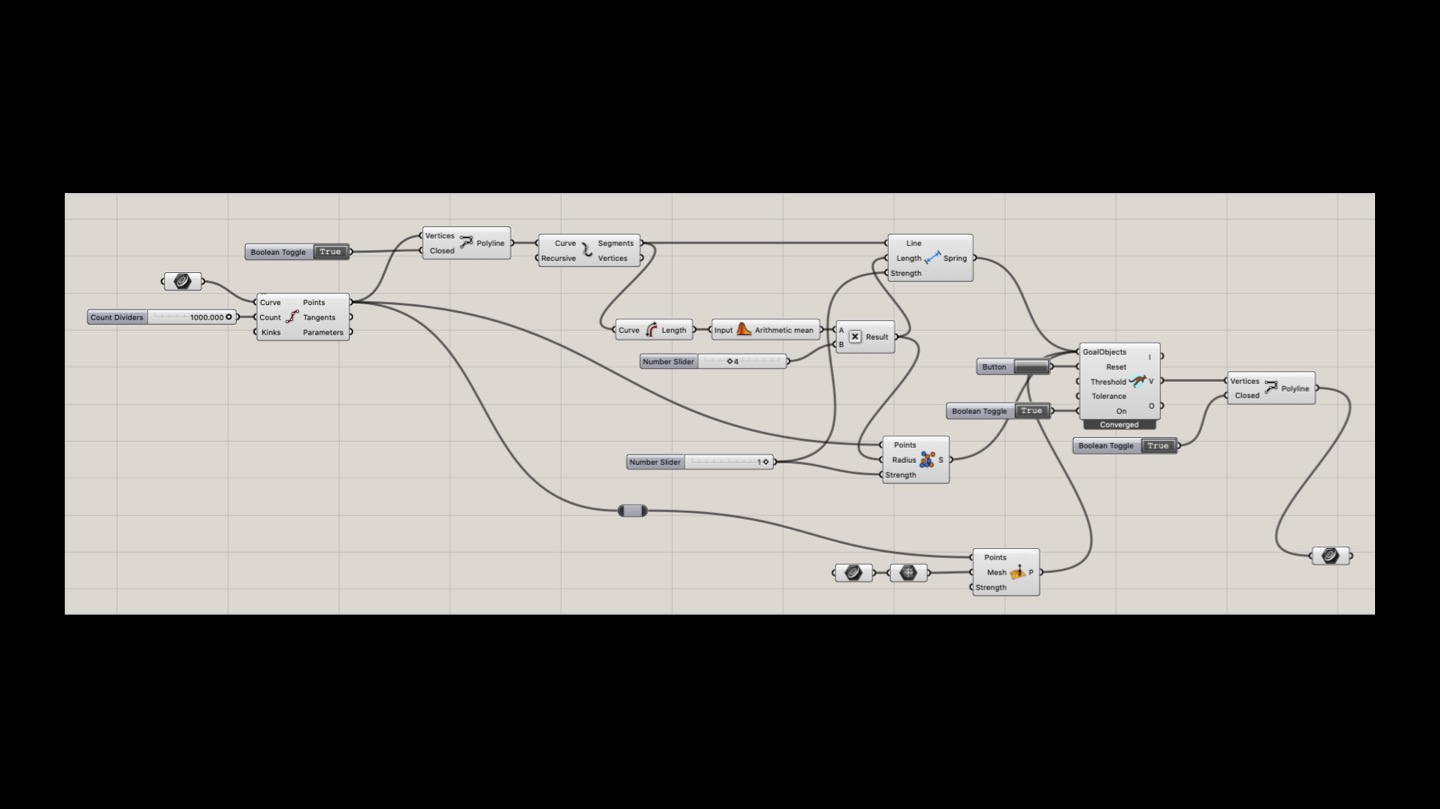 Boolean Toggle True
Vertices
Closed
Polyline
Curve
Recursive
Segments
Vertices
Line
Length
Strength
Spring
Count Dividers 1000.000
Curve
Count
Kinks
Points
Tangents
Parameters
Curve Length
Input Arithmetic mean
A
B
Result
Number Slider 4
Button
GoalObjects
Reset
Threshold
Tolerance
On
I
V
O
Converged
Vertices
Closed
Polyline
Boolean Toggle True
Boolean Toggle True
Number Slider 1
Points
Radius
Strength
S
Points
Mesh
Strength
P